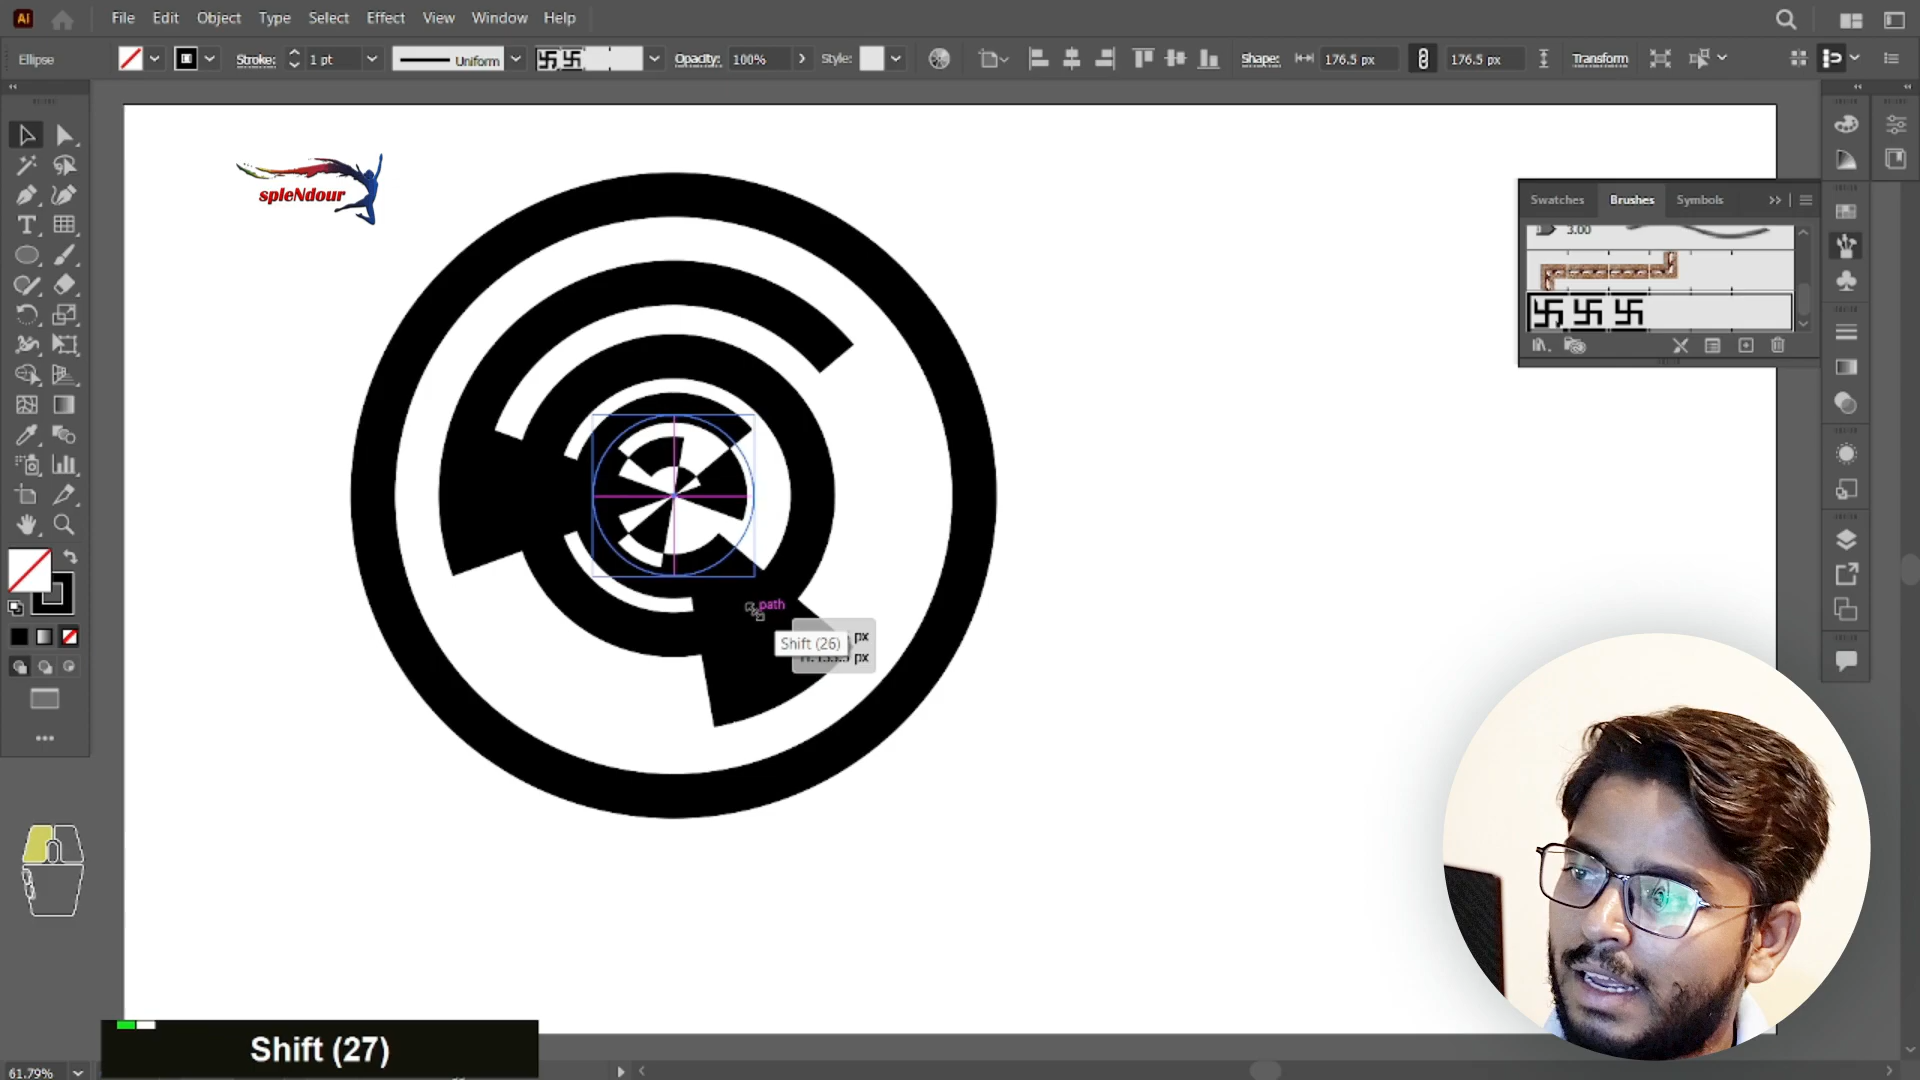 Ai
File Edit Object Type Select Effect View Window Help
Ellipse
Stroke: 1 pt
Uniform
Opacity: 100%
Style:
Shape: 176.5 px
176.5 px
Transform
spleNdour
Swatches Brushes Symbols
3.00
path
Shift (26)
px
px
Shift (27)
61.79%